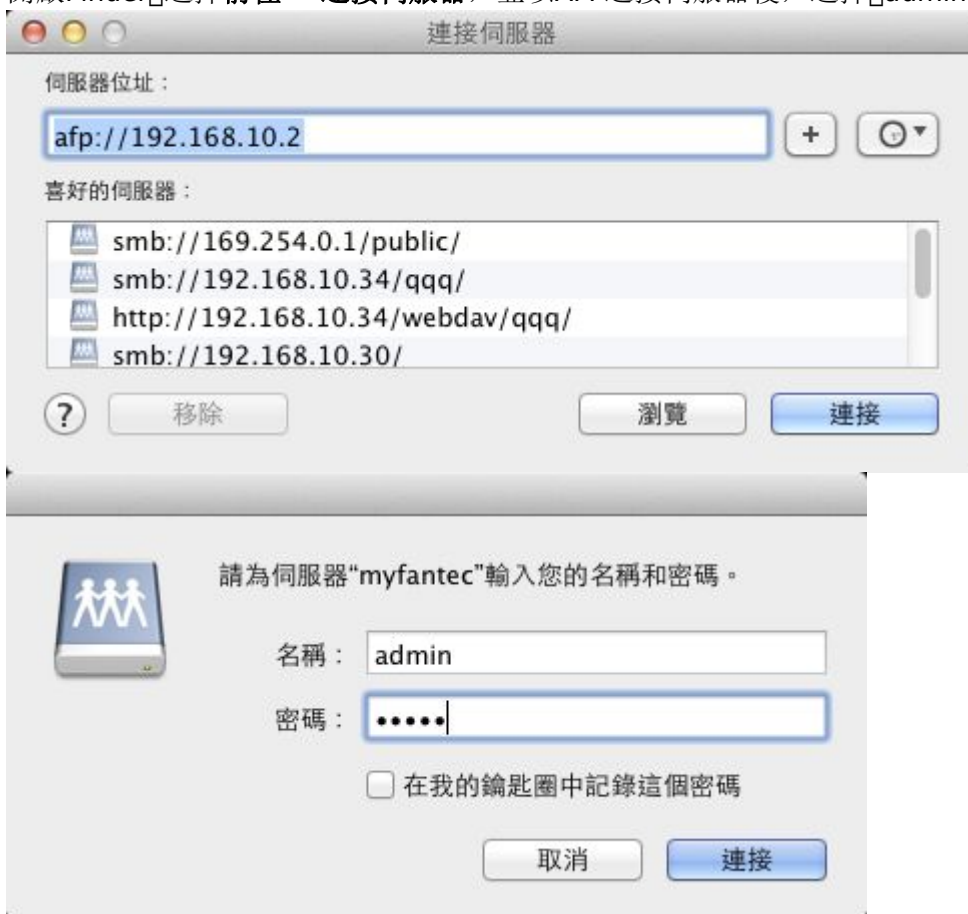 連接伺服器
伺服器位址：
afp://192.168.10.2
+
喜好的伺服器：
smb://169.254.0.1/public/
smb://192.168.10.34/qqq/
http://192.168.10.34/webdav/qqq/
smb://192.168.10.30/
?
移除
瀏覽
連接
請為伺服器“myfantec”輸入您的名稱和密碼。
名稱：
admin
密碼：
•••••
在我的鑰匙圈中記錄這個密碼
取消
連接